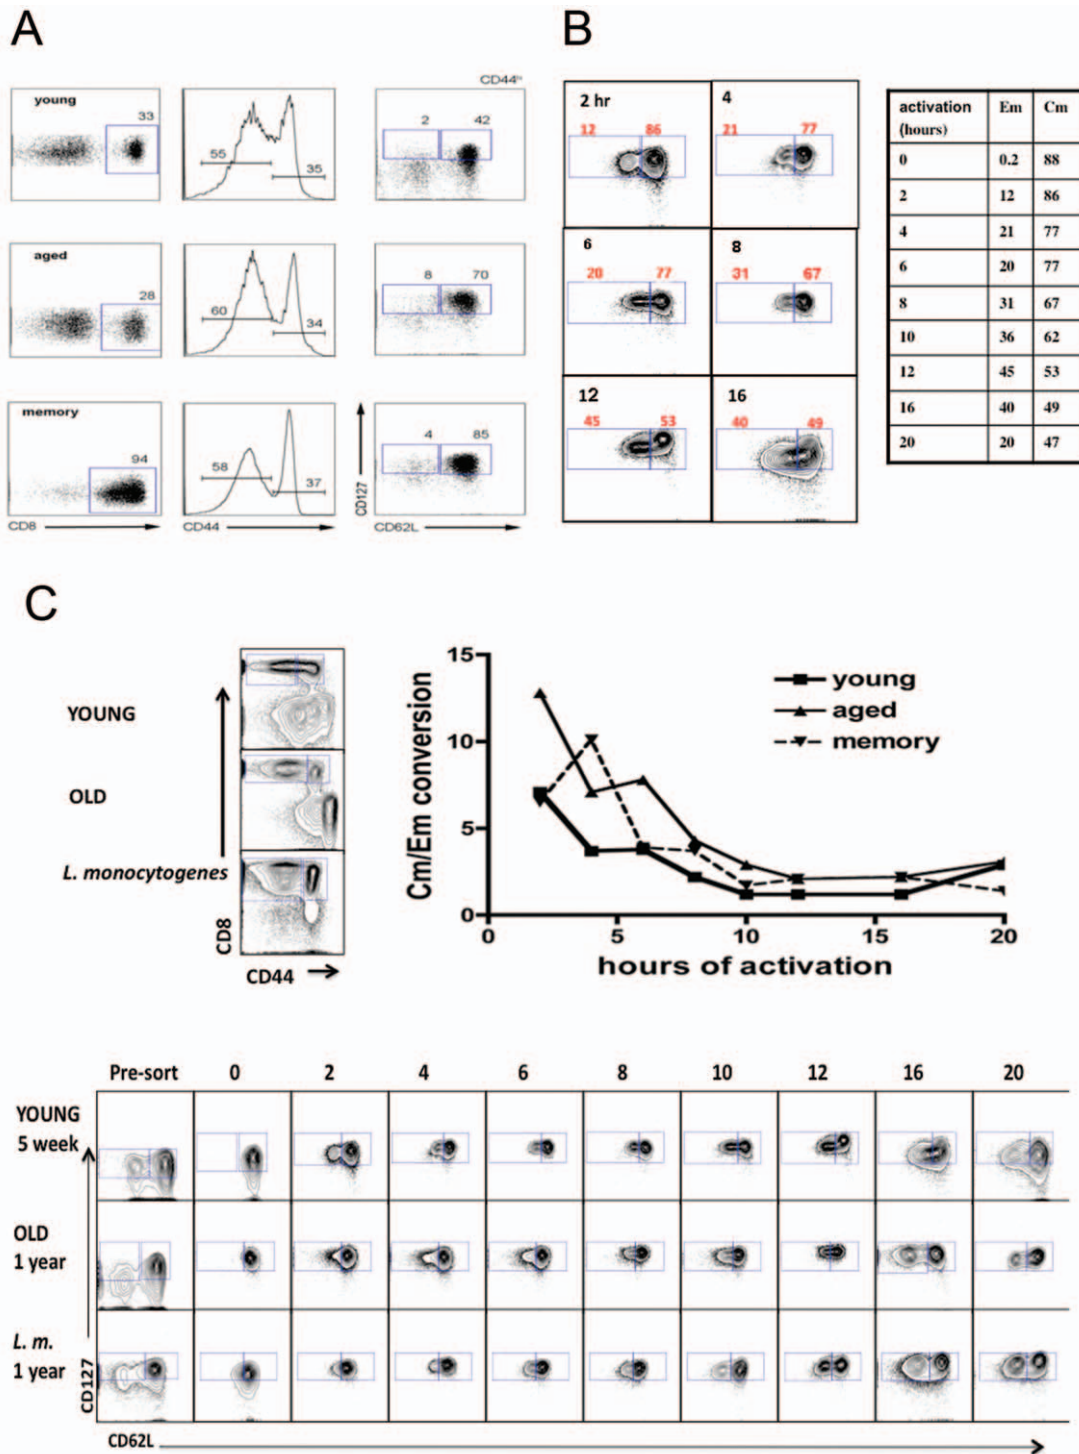 A
CD44hi
young
33
55
35
2 42
aged
28
60
34
8 70
memory
94
58
37
4 85
CD127
CD8
CD44
CD62L
B
2 hr
12 86
4
21 77
6
20 77
8
31 67
12
45 53
16
40 49
activation (hours) Em Cm
0 0.2 88
2 12 86
4 21 77
6 20 77
8 31 67
10 36 62
12 45 53
16 40 49
20 20 47
C
YOUNG
OLD
L. monocytogenes
CD8
CD44
15
10
5
0
0 5 10 15 20
Cm/Em conversion
hours of activation
young
aged
memory
Pre-sort 0 2 4 6 8 10 12 16 20
YOUNG
5 week
OLD
1 year
L. m.
1 year
CD127
CD62L